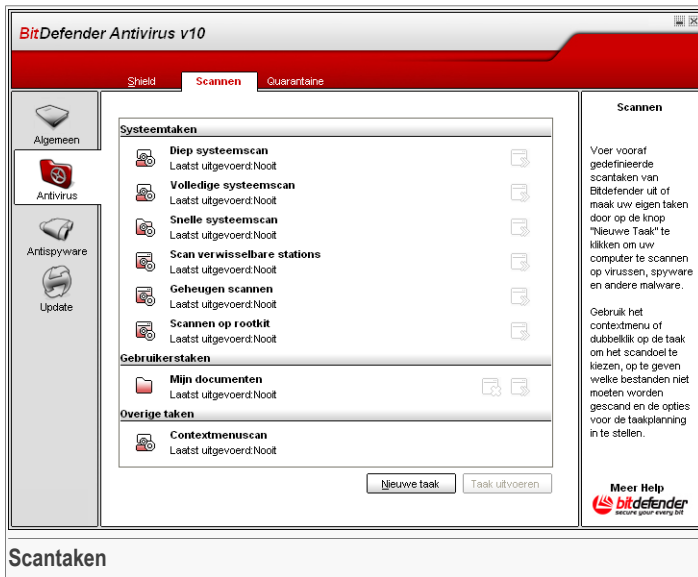 BitDefender Antivirus v10
Shield
Scannen
Quarantaine
Algemeen
Antivirus
Antispyware
Update
Systeemtaken
Diep systeemscan
Laatst uitgevoerd:Nooit
Volledige systeemscan
Laatst uitgevoerd:Nooit
Snelle systeemscan
Laatst uitgevoerd:Nooit
Scan verwisselbare stations
Laatst uitgevoerd:Nooit
Geheugen scannen
Laatst uitgevoerd:Nooit
Scannen op rootkit
Laatst uitgevoerd:Nooit
Gebruikerstaken
Mijn documenten
Laatst uitgevoerd:Nooit
Overige taken
Contextmenuscan
Laatst uitgevoerd:Nooit
Nieuwe taak
Taak uitvoeren
Scannen
Voer vooraf
gedefinieerde
scantaken van
Bitdefender uit of
maak uw eigen taken
door op de knop
"Nieuwe Taak" te
klikken om uw
computer te scannen
op virussen, spyware
en andere malware.
Gebruik het
contextmenu of
dubbelklik op de taak
om het scandoel te
kiezen, op te geven
welke bestanden niet
moeten worden
gescand en de opties
voor de taakplanning
in te stellen.
Meer Help
bitdefender
secure your every bit
Scantaken